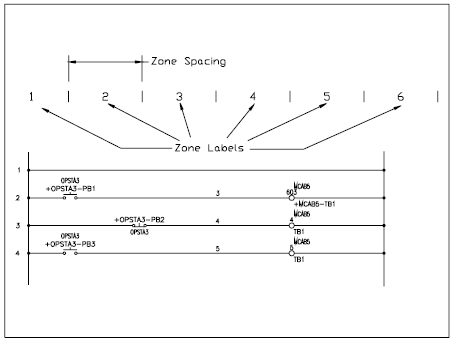 Zone Spacing
1 | 2 | 3 | 4 | 5 | 6 |
Zone Labels
1
OPSTA3 MCAB5
+OPSTA3-PB1
2 3 603
+MCAB5-TB1
+OPSTA3-PB2 MCAB5
3 4 4
OPSTA3 TB1
OPSTA3 MCAB5
+OPSTA3-PB3
4 5 6
TB1